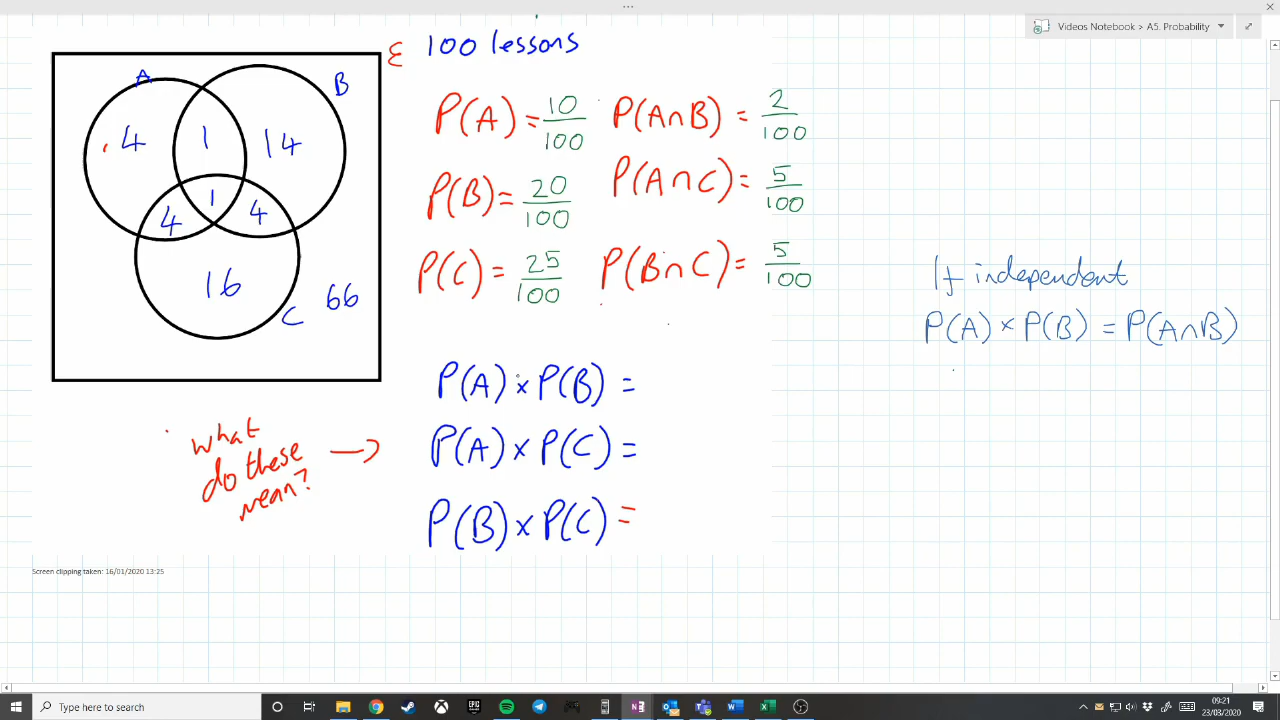 Videos Notebook > A5. Probability
ε 100 lessons
A
B
4 1 14
1
4 4
16
C 66
P(A) = 10/100 P(A∩B) = 2/100
P(B) = 20/100 P(A∩C) = 5/100
P(C) = 25/100 P(B∩C) = 5/100
If independent
P(A) × P(B) = P(A∩B)
what
do these
mean?
P(A) × P(B) =
P(A) × P(C) =
P(B) × P(C) =
Screen clipping taken: 16/01/2020 13:25
Type here to search
EPIC GAMES
09:21
23/03/2020